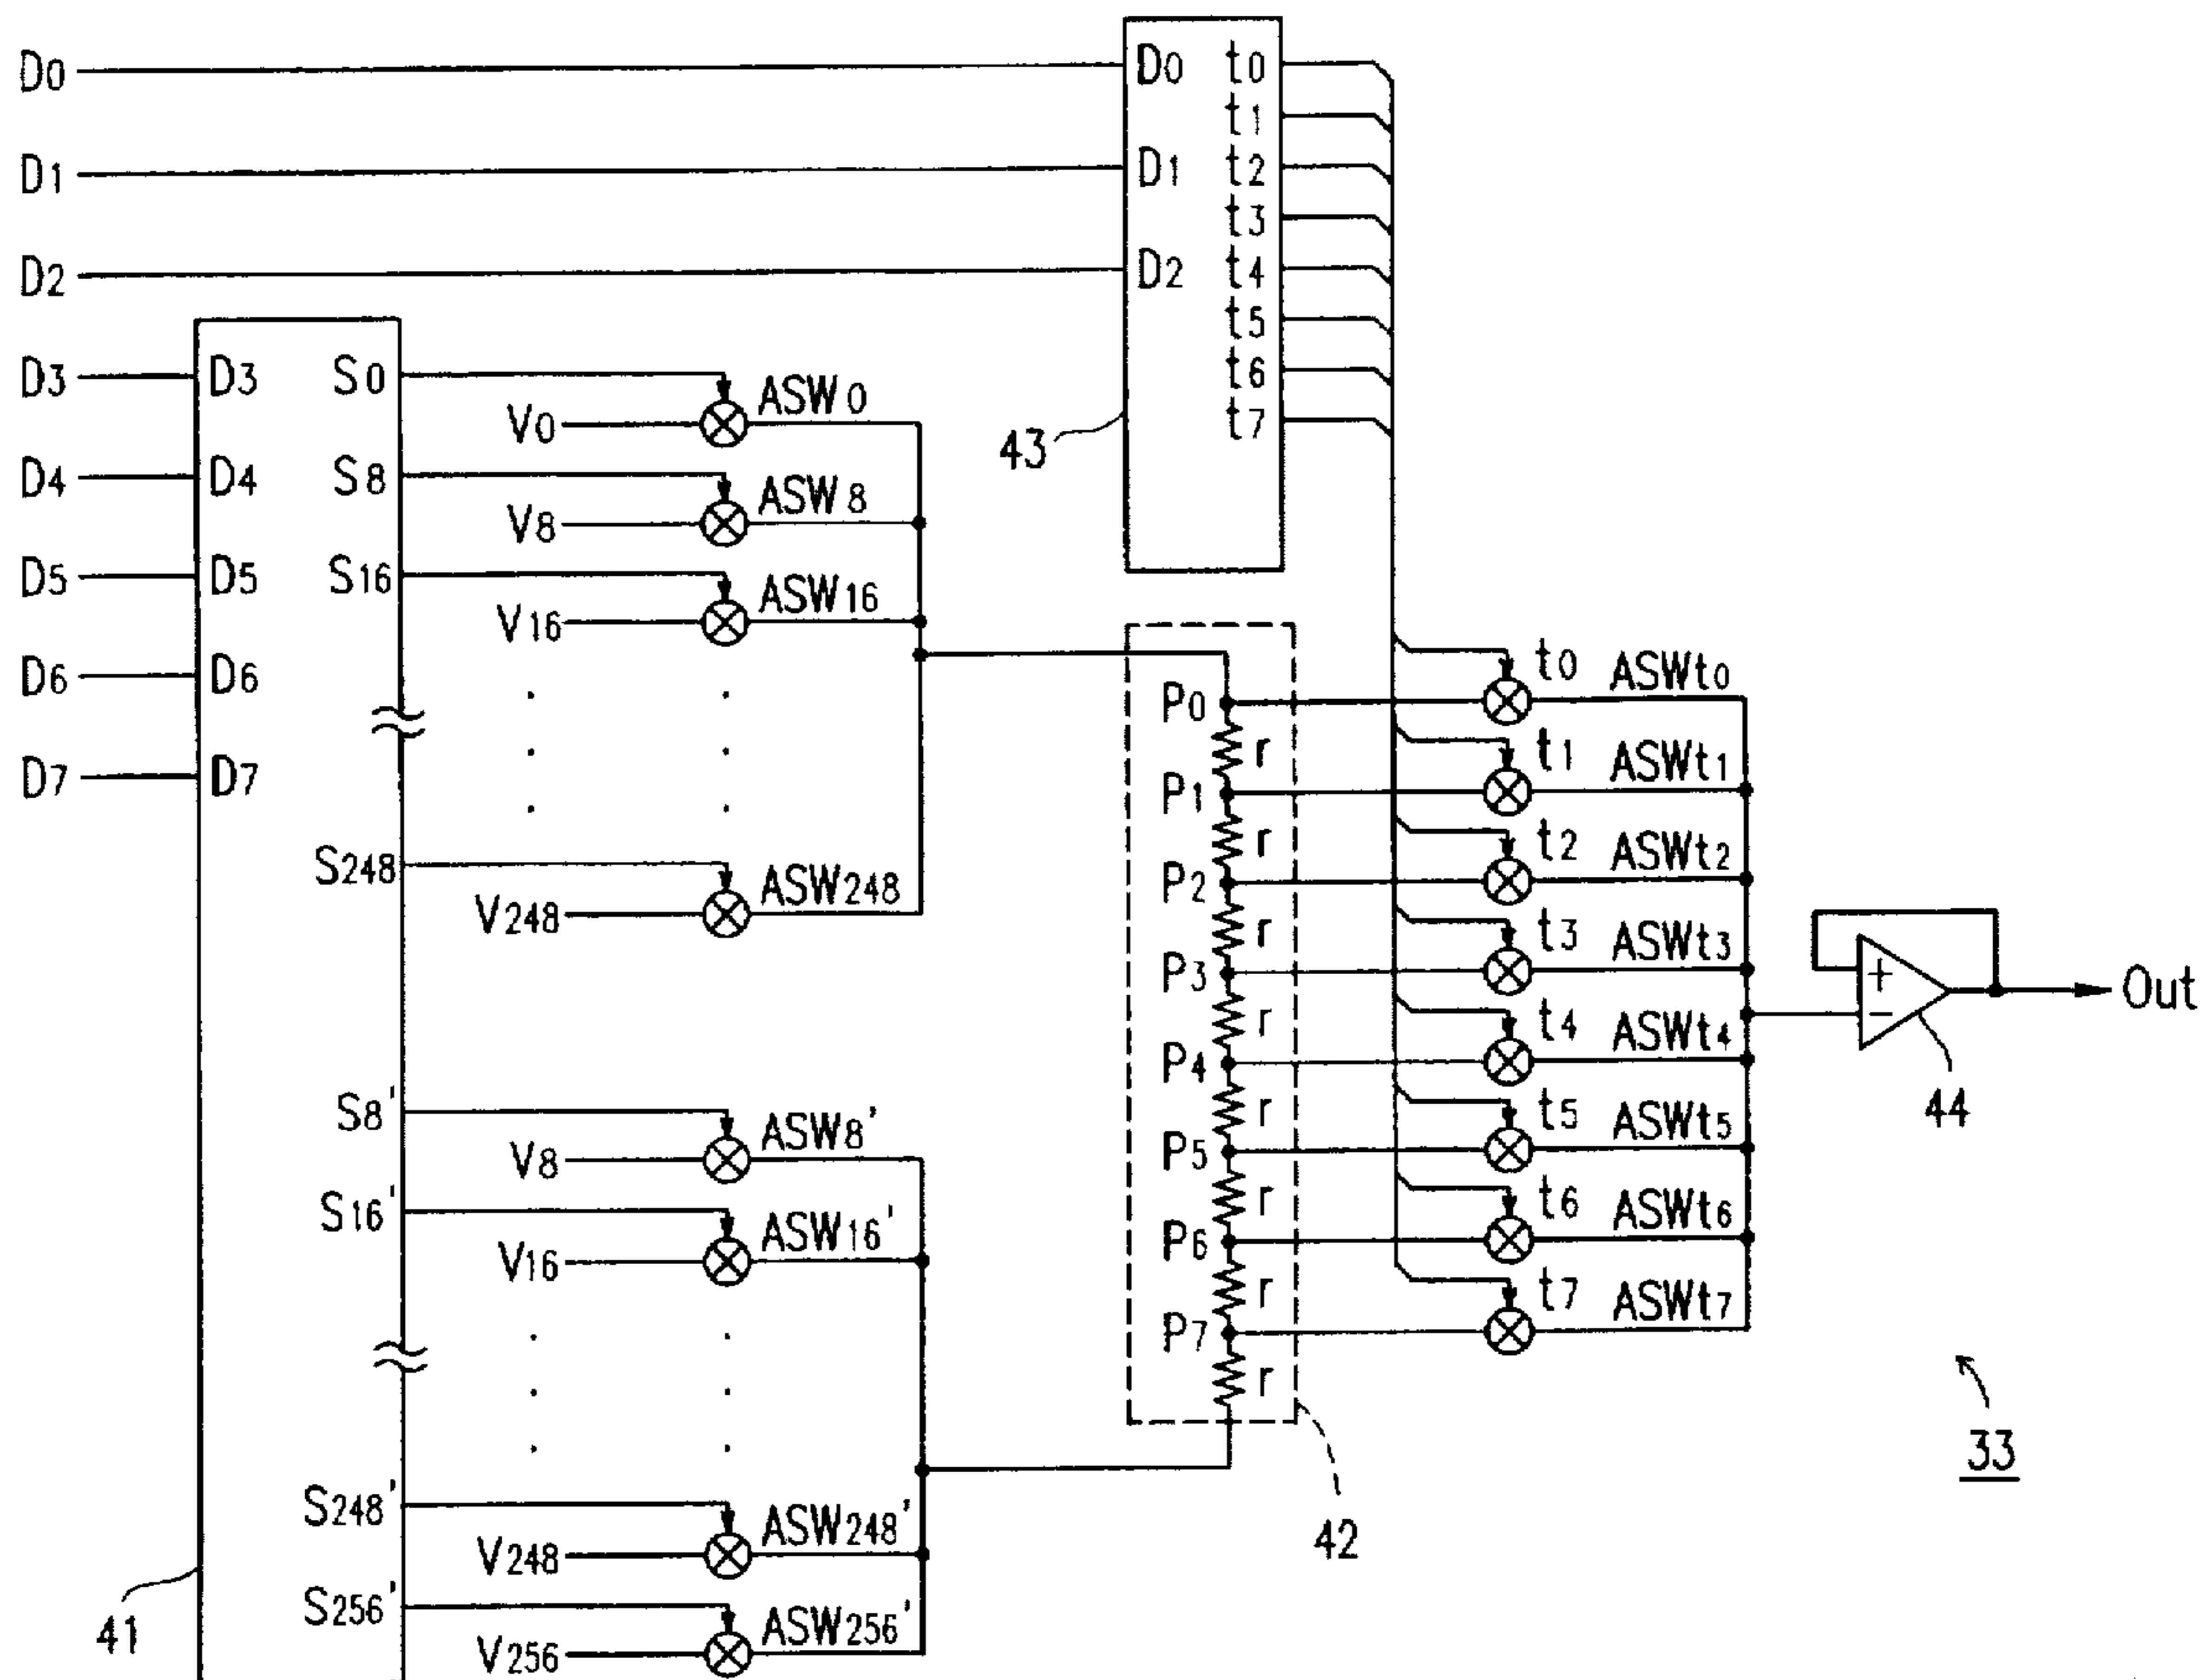 D0
D1
D2
D3
D4
D5
D6
D7
D0 t0
t1
D1 t2
t3
D2 t4
t5
t6
t7
43
D3 S0
V0 ASW0
D4 S8
V8 ASW8
D5 S16
V16 ASW16
D6
D7
S248
V248 ASW248
S8'
V8 ASW8'
S16'
V16 ASW16'
S248'
V248 ASW248'
S256'
V256 ASW256'
41
P0
r
P1
r
P2
r
P3
r
P4
r
P5
r
P6
r
P7
r
42
t0 ASWt0
t1 ASWt1
t2 ASWt2
t3 ASWt3
t4 ASWt4
t5 ASWt5
t6 ASWt6
t7 ASWt7
+
−
Out
44
33